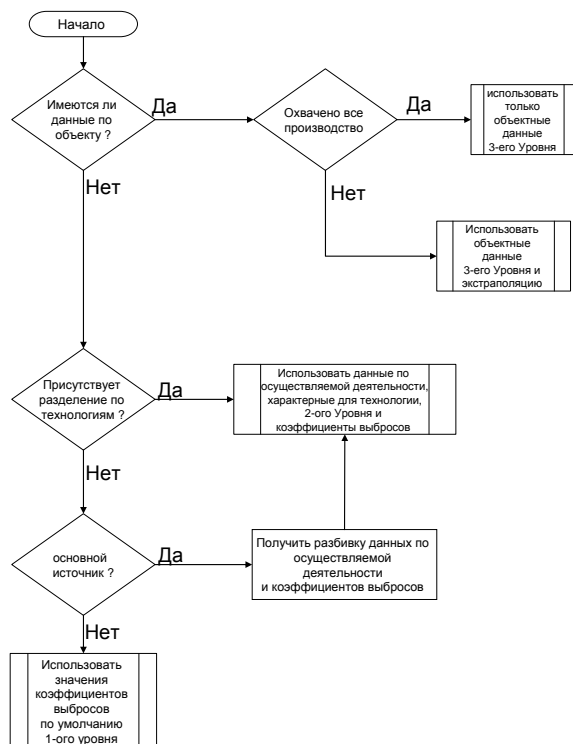 Начало
Имеются ли
данные по
объекту ?
Да
Охвачено все
производство
Да
использовать
только
объектные
данные
3-его Уровня
Нет
Нет
Использовать
объектные
данные
3-его Уровня и
экстраполяцию
Присутствует
разделение по
технологиям ?
Да
Использовать данные по
осуществляемой деятельности,
характерные для технологии,
2-ого Уровня и
коэффициенты выбросов
Нет
основной
источник ?
Да
Получить разбивку данных по
осуществляемой
деятельности
и коэффициентов выбросов
Нет
Использовать
значения
коэффициентов
выбросов
по умолчанию
1-ого уровня